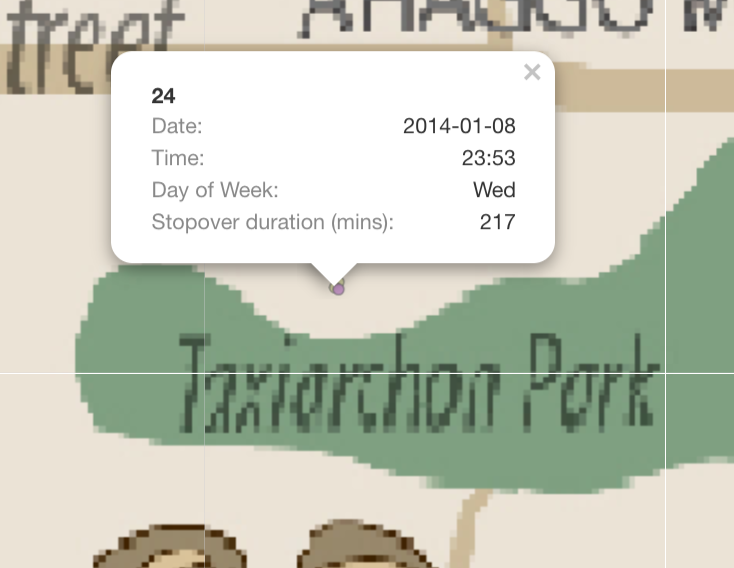 treet
24
Date: 2014-01-08
Time: 23:53
Day of Week: Wed
Stopover duration (mins): 217
Taxiarchon Park